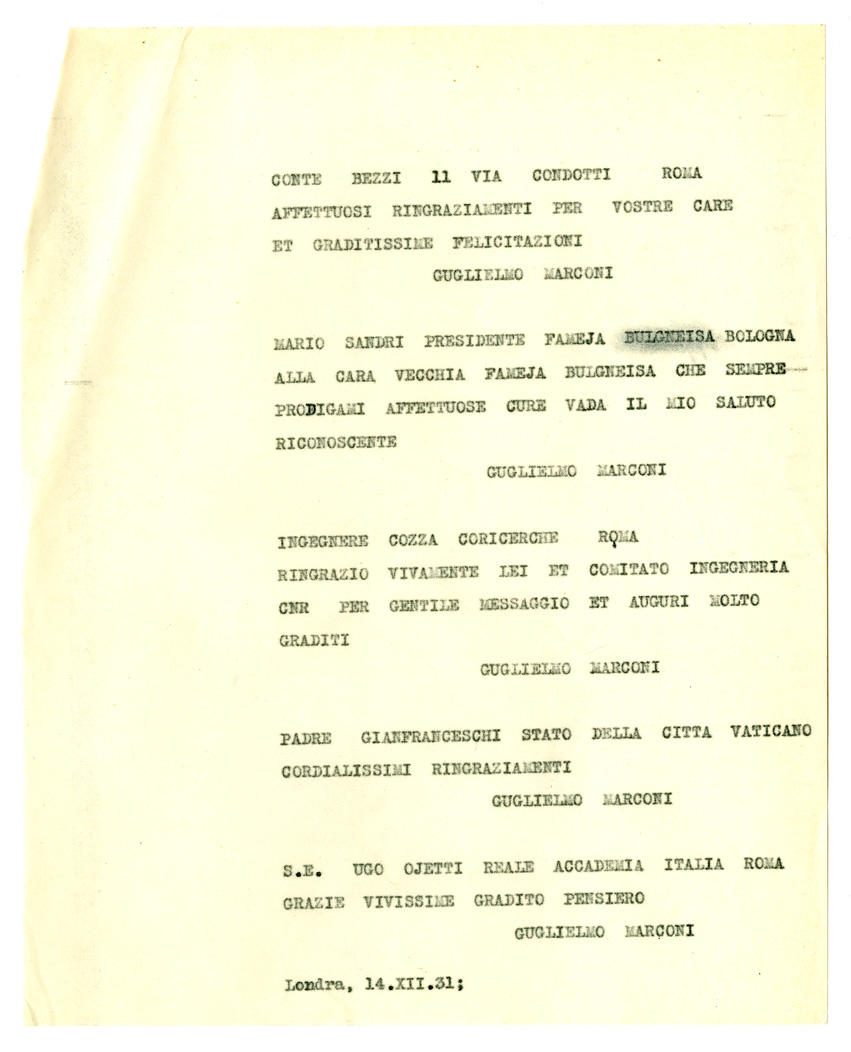 CONTE BEZZI 11 VIA CONDOTTI ROMA
AFFETTUOSI RINGRAZIAMENTI PER VOSTRE CARE
ET GRADITISSIME FELICITAZIONI
GUGLIELMO MARCONI
MARIO SANDRI PRESIDENTE FAMEJA BULGNEISA BOLOGNA
ALLA CARA VECCHIA FAMEJA BULGNEISA CHE SEMPRE
PRODIGAMI AFFETTUOSE CURE VADA IL MIO SALUTO
RICONOSCENTE
GUGLIELMO MARCONI
INGEGNERE COZZA CORICERCHE ROMA
RINGRAZIO VIVAMENTE LEI ET COMITATO INGEGNERIA
CNR PER GENTILE MESSAGGIO ET AUGURI MOLTO
GRADITI
GUGLIELMO MARCONI
PADRE GIANFRANCESCHI STATO DELLA CITTA VATICANO
CORDIALISSIMI RINGRAZIAMENTI
GUGLIELMO MARCONI
S.E. UGO OJETTI REALE ACCADEMIA ITALIA ROMA
GRAZIE VIVISSIME GRADITO PENSIERO
GUGLIELMO MARCONI
Londra, 14.XII.31;